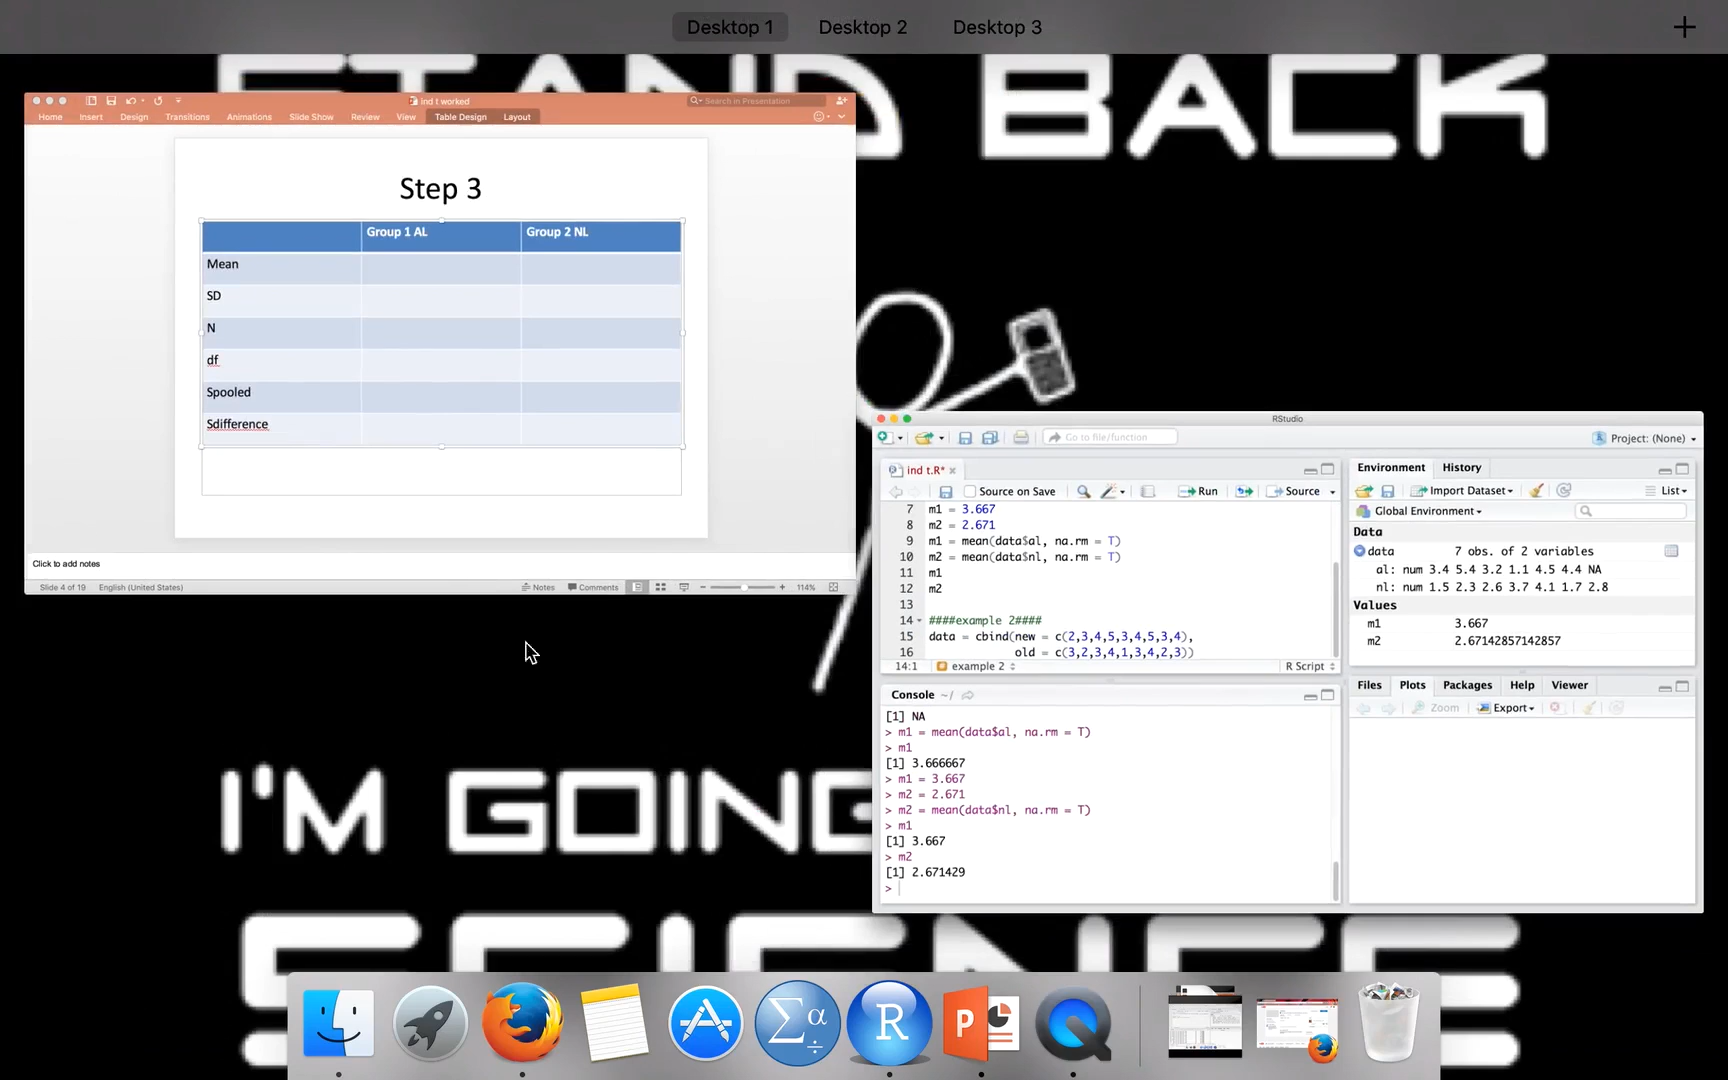 Desktop 1 Desktop 2 Desktop 3
STAND BACK
ind t worked
Search in Presentation
Home Insert Design Transitions Animations Slide Show Review View Table Design Layout
Step 3
Group 1 AL Group 2 NL
Mean
SD
N
df
Spooled
Sdifference
Click to add notes
Slide 4 of 19 English (United States) Notes Comments 114%
RStudio
Go to file/function Project: (None)
ind t.R*
Source on Save Run Source
7 m1 = 3.667
8 m2 = 2.671
9 m1 = mean(data$al, na.rm = T)
10 m2 = mean(data$nl, na.rm = T)
11 m1
12 m2
13
14 ####example 2####
15 data = cbind(new = c(2,3,4,5,3,4,5,3,4),
16 old = c(3,2,3,4,1,3,4,2,3))
14:1 example 2 R Script
Console ~/
[1] NA
> m1 = mean(data$al, na.rm = T)
> m1
[1] 3.666667
> m1 = 3.667
> m2 = 2.671
> m2 = mean(data$nl, na.rm = T)
> m1
[1] 3.667
> m2
[1] 2.671429
>
Environment History
Import Dataset List
Global Environment
Data
data 7 obs. of 2 variables
al: num 3.4 5.4 3.2 1.1 4.5 4.4 NA
nl: num 1.5 2.3 2.6 3.7 4.1 1.7 2.8
Values
m1 3.667
m2 2.67142857142857
Files Plots Packages Help Viewer
Zoom Export
I'M GOING
SCIENCE
Σ α ÷
R
P